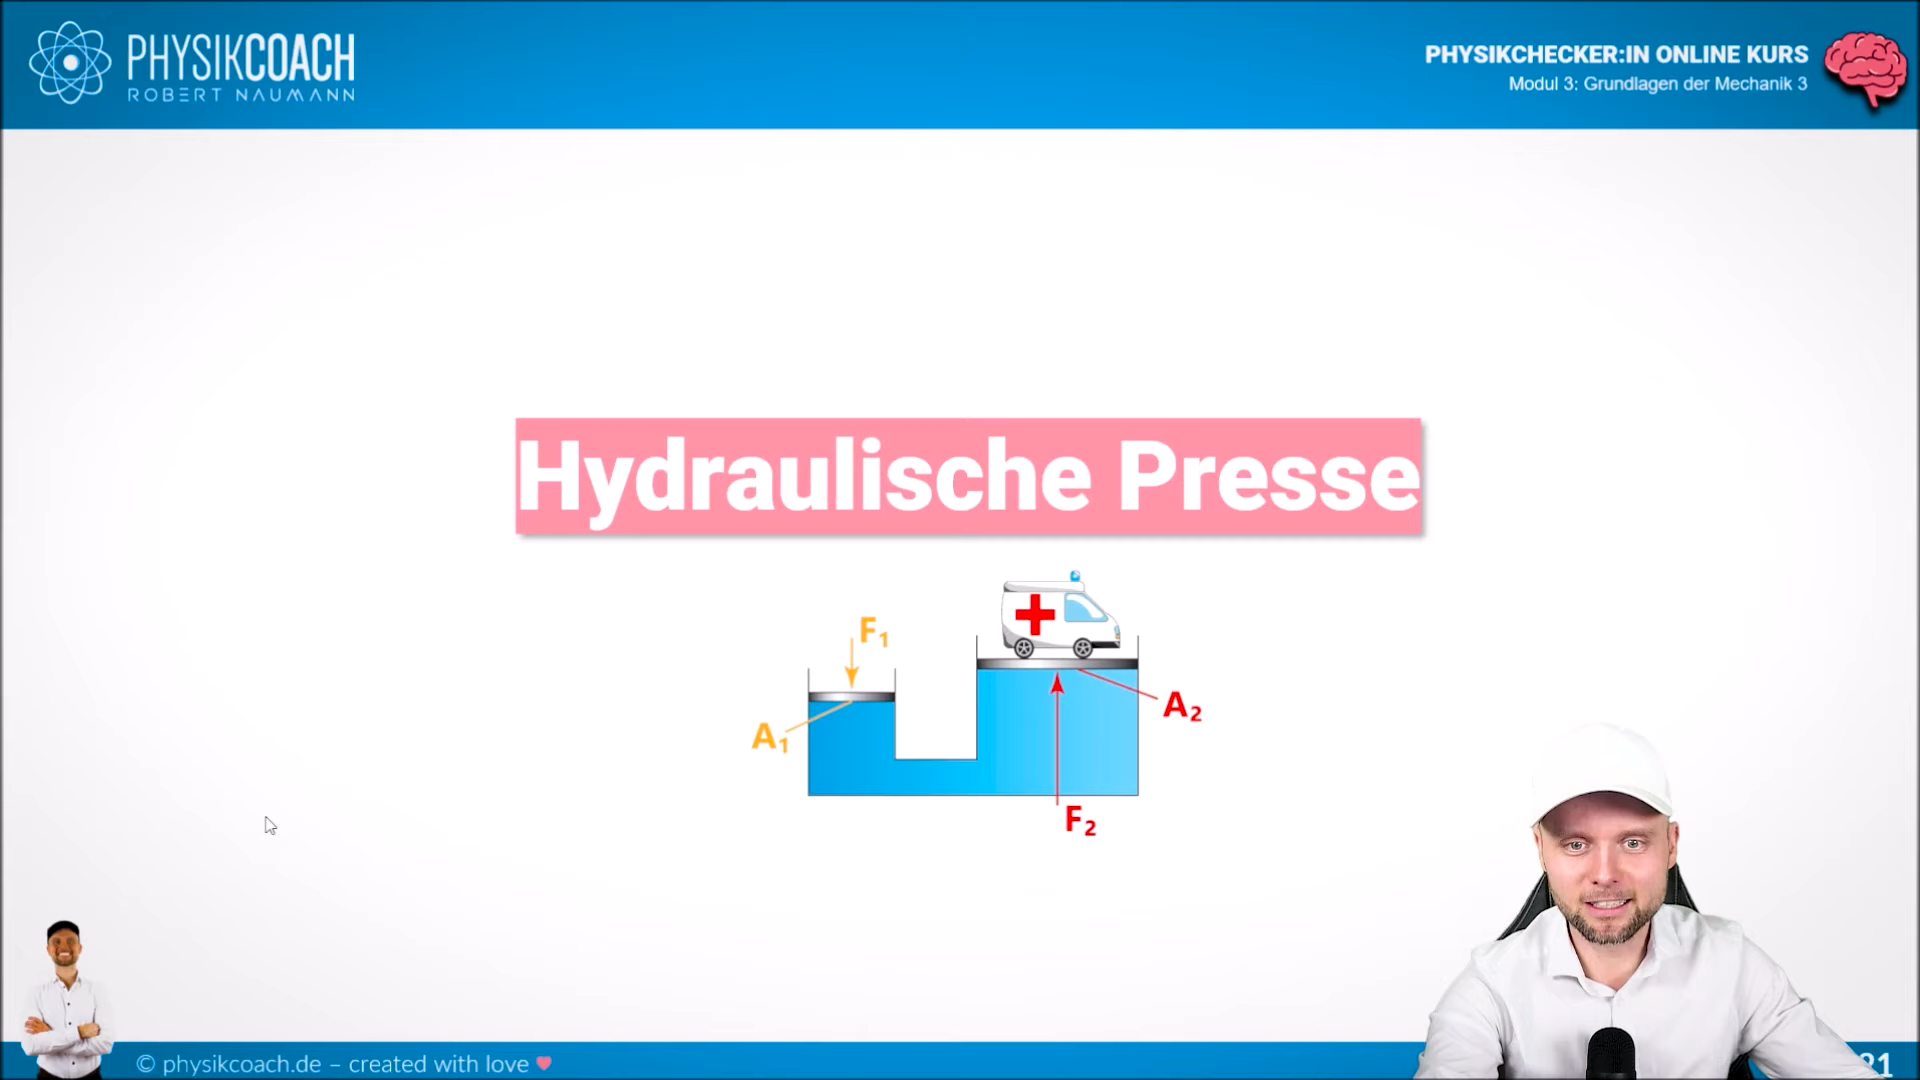 PHYSIKCOACH
ROBERT NAUMANN
PHYSIKCHECKER:IN ONLINE KURS
Modul 3: Grundlagen der Mechanik 3
Hydraulische Presse
F₁
A₁
A₂
F₂
© physikcoach.de – created with love